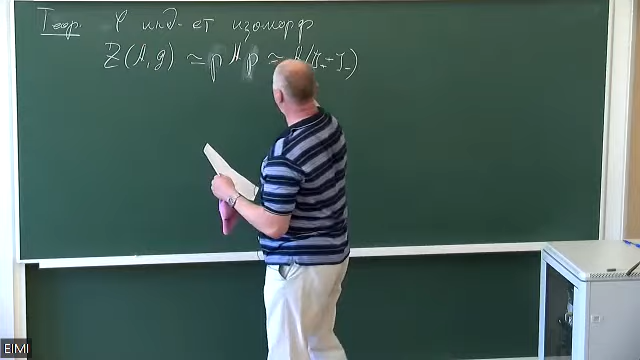 Теор. φ инд-ет изоморф
Z(A, g) ≃ p A p ≃ A/(I₊+I₋)
EIMI